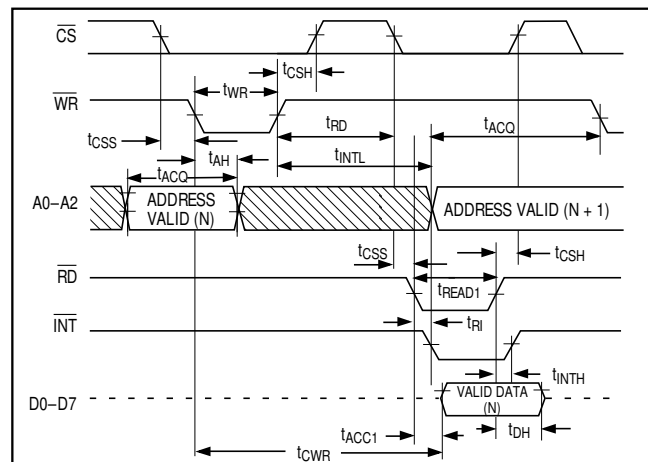 CS
tCSH
tWR
WR
tRD
tACQ
tCSS
tAH
tINTL
tACQ
A0–A2
ADDRESS
VALID (N)
ADDRESS VALID (N + 1)
tCSS
tCSH
RD
tREAD1
tRI
INT
tINTH
VALID DATA
(N)
D0–D7
tACC1
tDH
tCWR